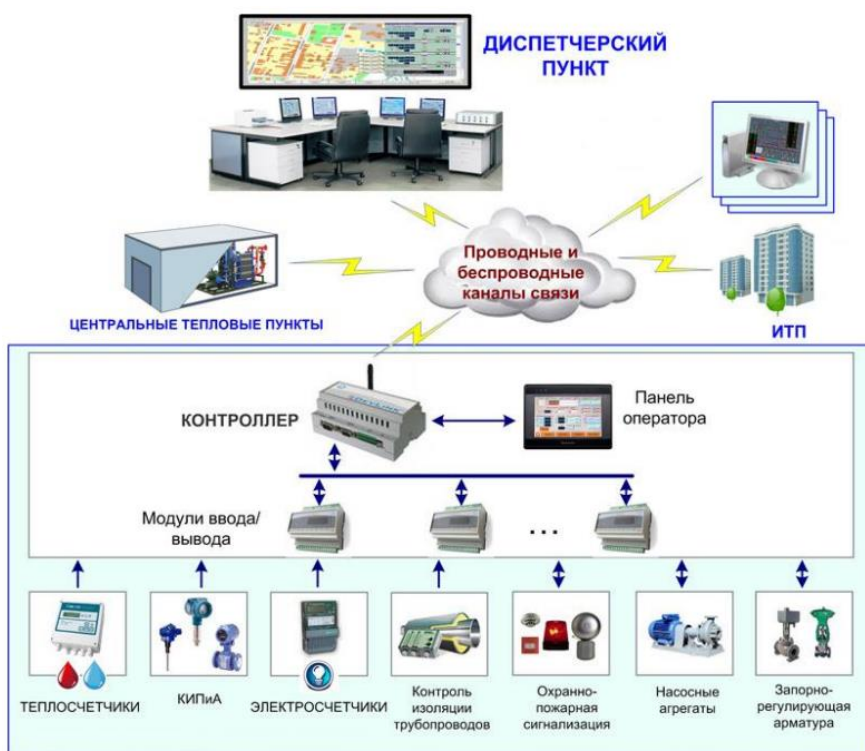 ДИСПЕТЧЕРСКИЙ
ПУНКТ
Проводные и
беспроводные
каналы связи
ЦЕНТРАЛЬНЫЕ ТЕПЛОВЫЕ ПУНКТЫ
ИТП
КОНТРОЛЛЕР
Панель
оператора
Модули ввода/
вывода
...
ТЕПЛОСЧЕТЧИКИ
КИПиА
ЭЛЕКТРОСЧЕТЧИКИ
Контроль
изоляции
трубопроводов
Охранно-
пожарная
сигнализация
Насосные
агрегаты
Запорно-
регулирующая
арматура